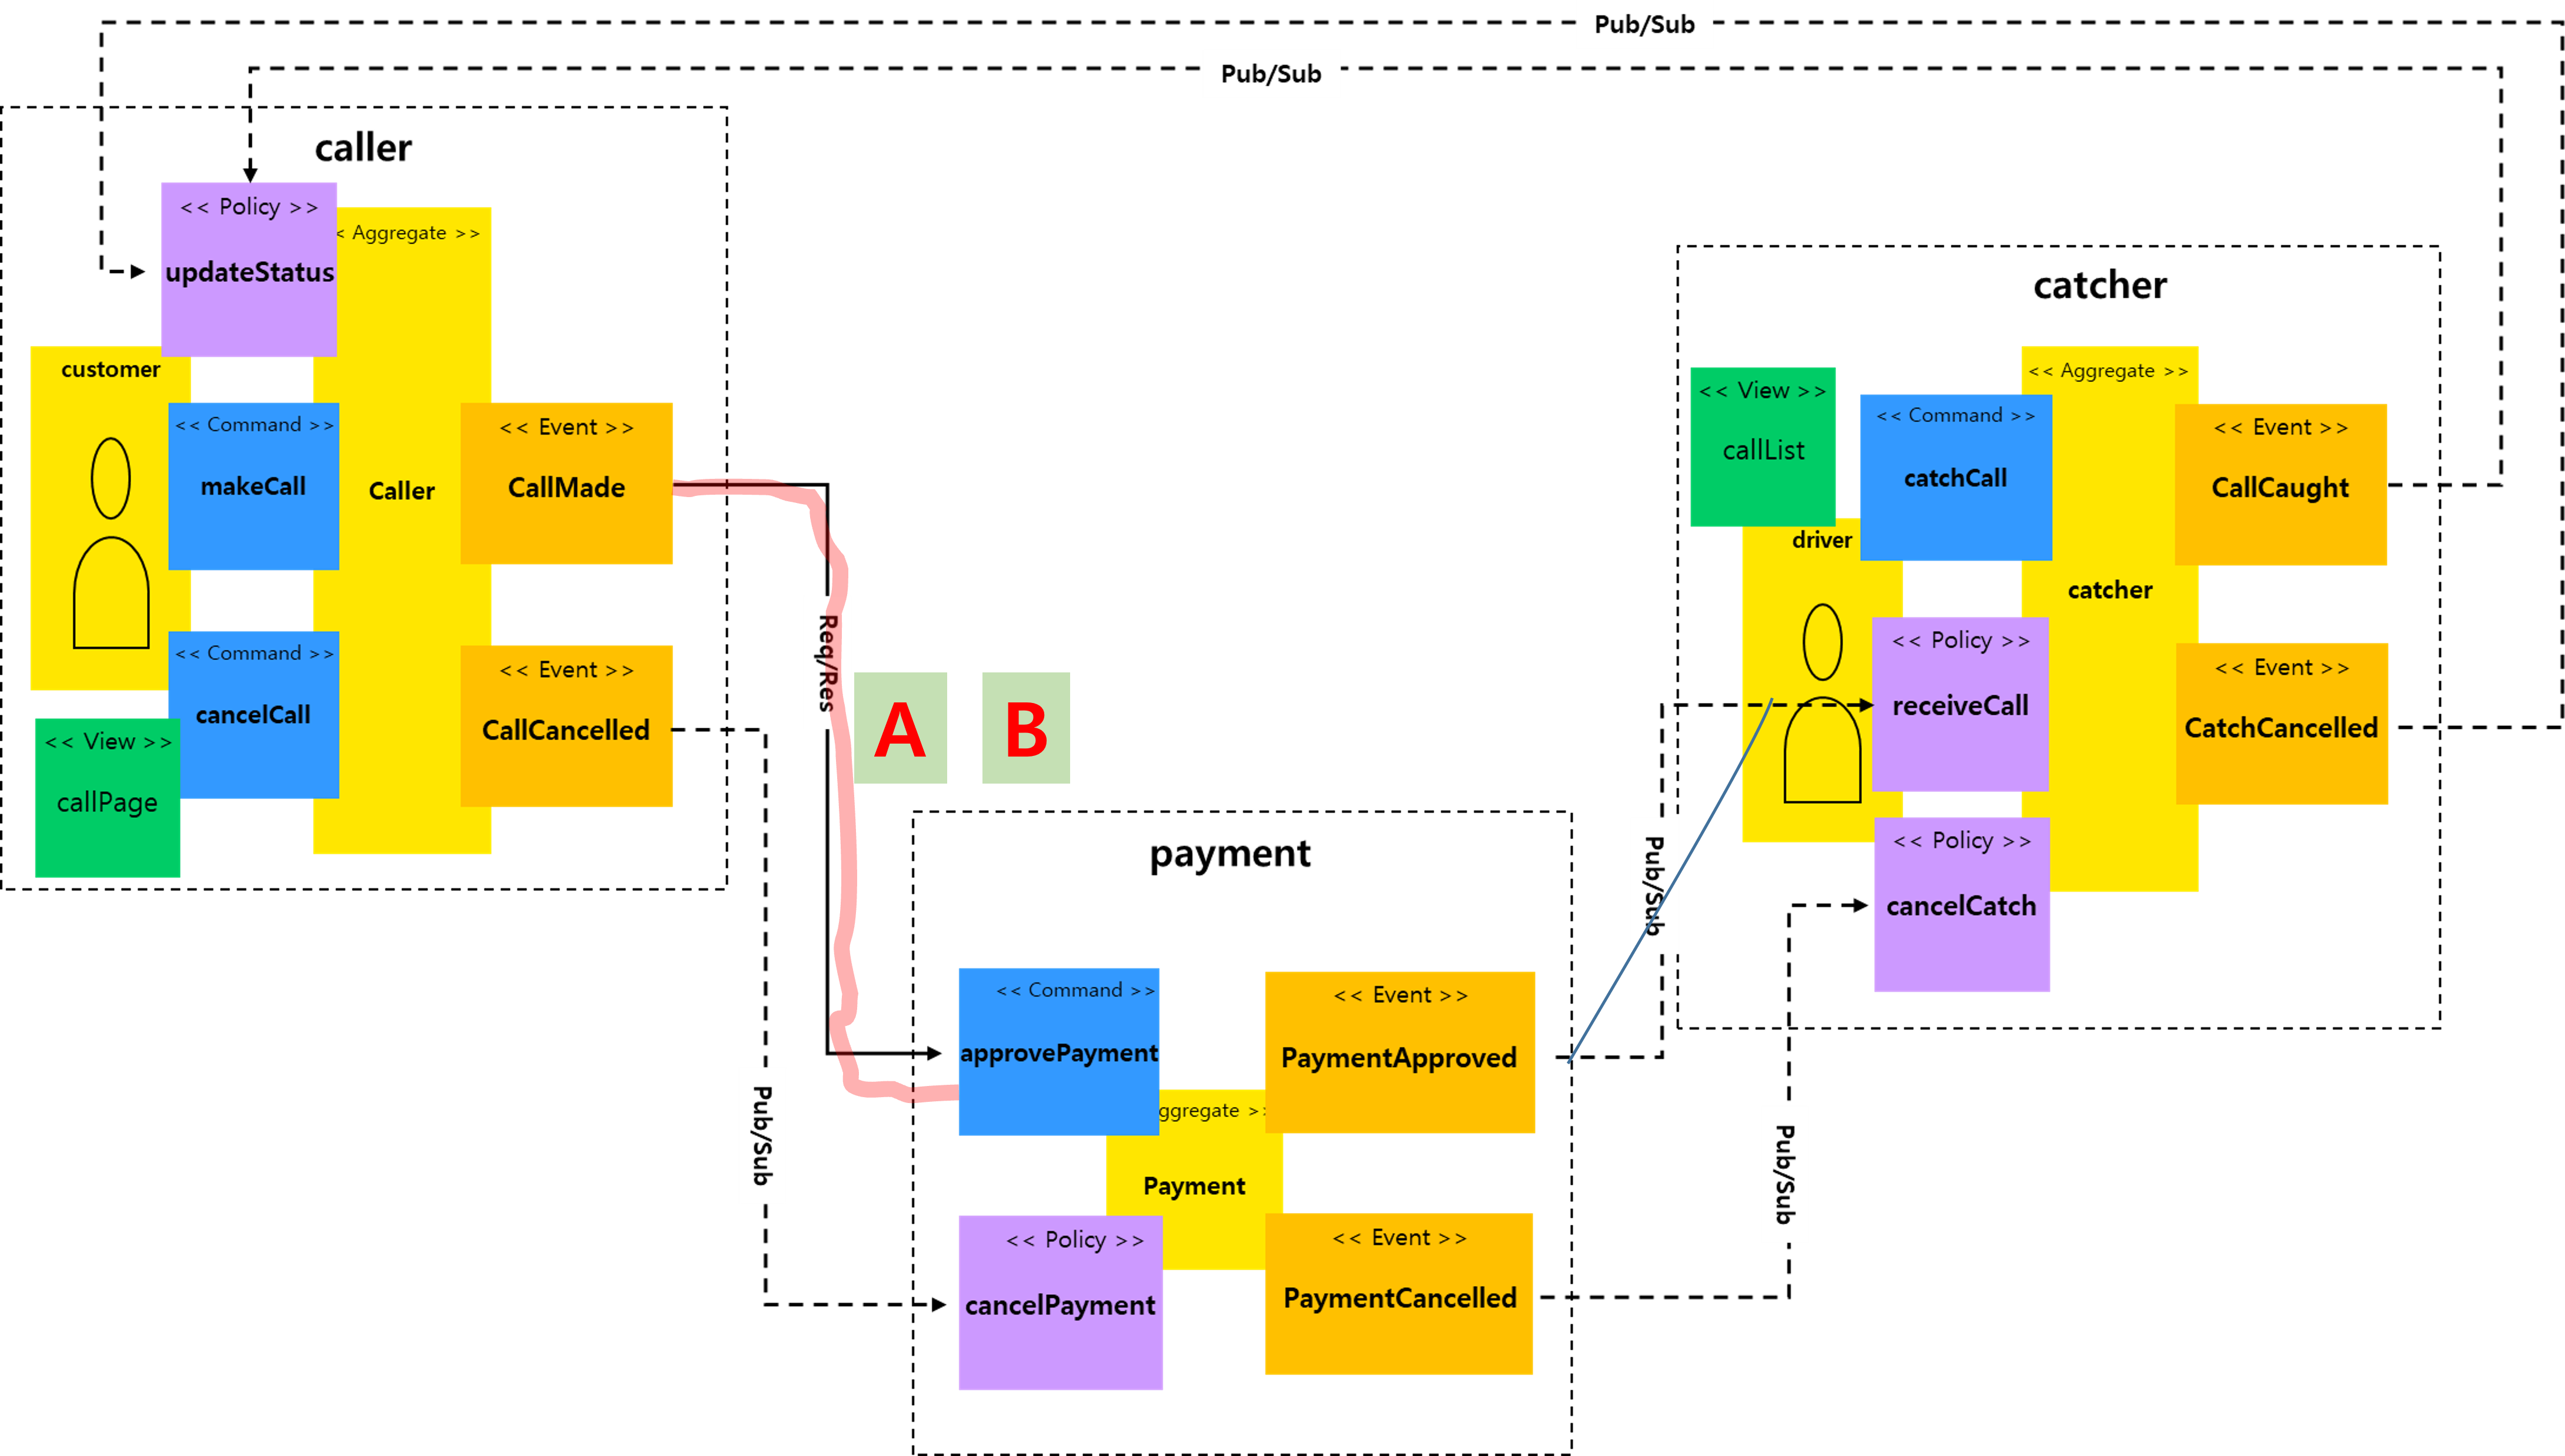 Pub/Sub
Pub/Sub
caller
<< Policy >>
updateStatus
< Aggregate >>
Caller
customer
<< Command >>
makeCall
<< Command >>
cancelCall
<< View >>
callPage
<< Event >>
CallMade
<< Event >>
CallCancelled
Req/Res
A B
Pub/Sub
payment
<< Command >>
approvePayment
<< Event >>
PaymentApproved
ggregate >>
Payment
<< Policy >>
cancelPayment
<< Event >>
PaymentCancelled
Pub/Sub
Pub/Sub
catcher
<< View >>
callList
<< Command >>
catchCall
<< Aggregate >>
catcher
<< Event >>
CallCaught
driver
<< Policy >>
receiveCall
<< Event >>
CatchCancelled
<< Policy >>
cancelCatch